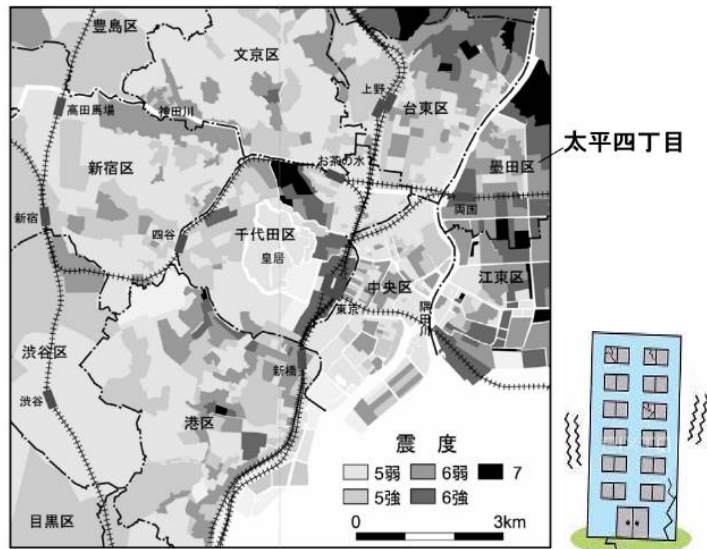 豊島区
文京区
上野
台東区
高田馬場
神田川
太平四丁目
お茶の水
墨田区
新宿区
両国
新宿
四谷
千代田区
皇居
江東区
中央区
東京
隅田川
渋谷区
新橋
渋谷
港区
震 度
5弱 6弱 7
5強 6強
目黒区
0 3km